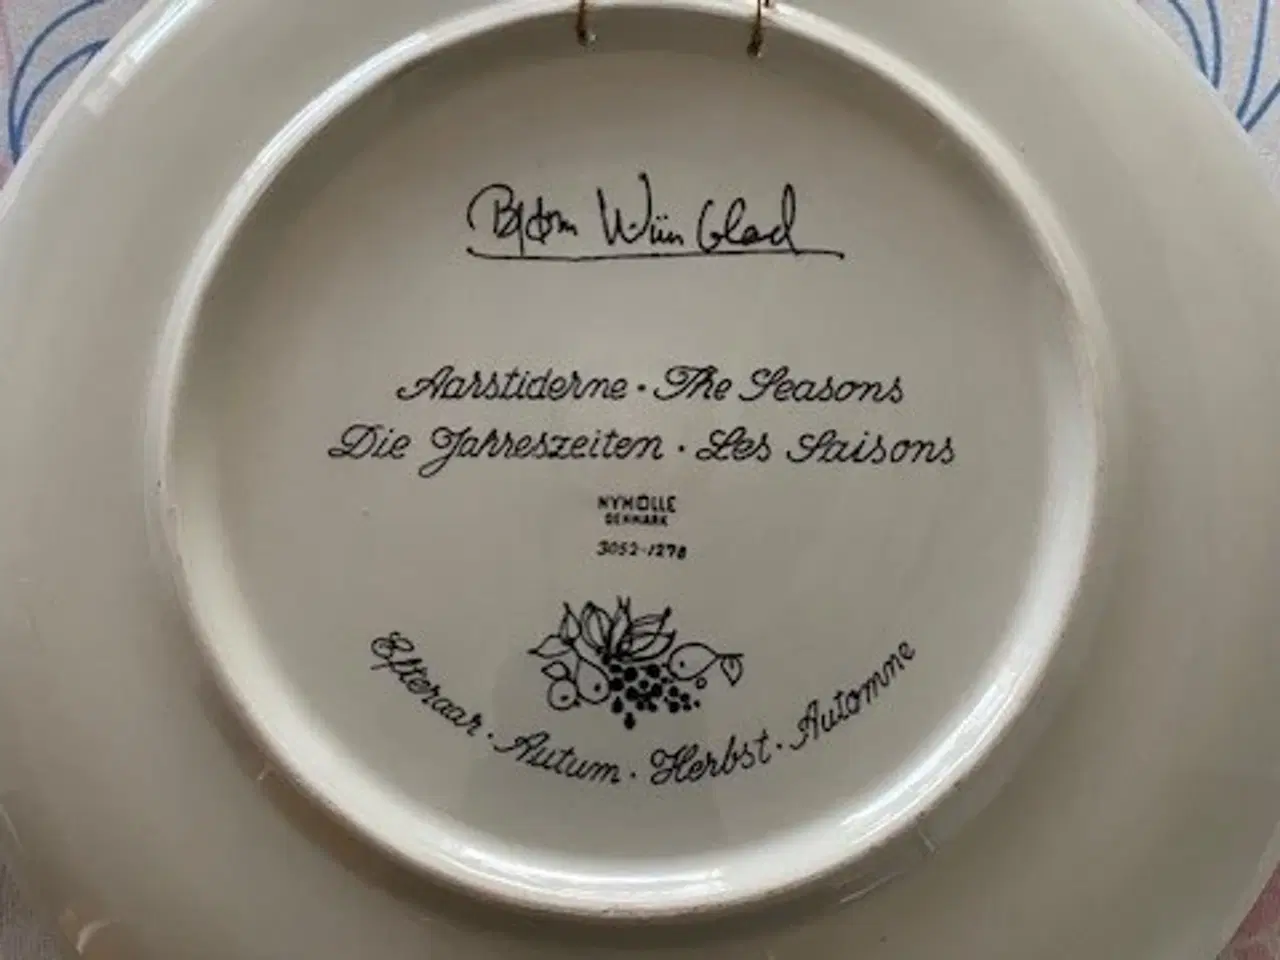 Bjørn Wiinblad
Aarstiderne · The Seasons
Die Jahreszeiten · Les Saisons
NYMØLLE
DENMARK
3052-1278
Efteraar · Autum · Herbst · Automne